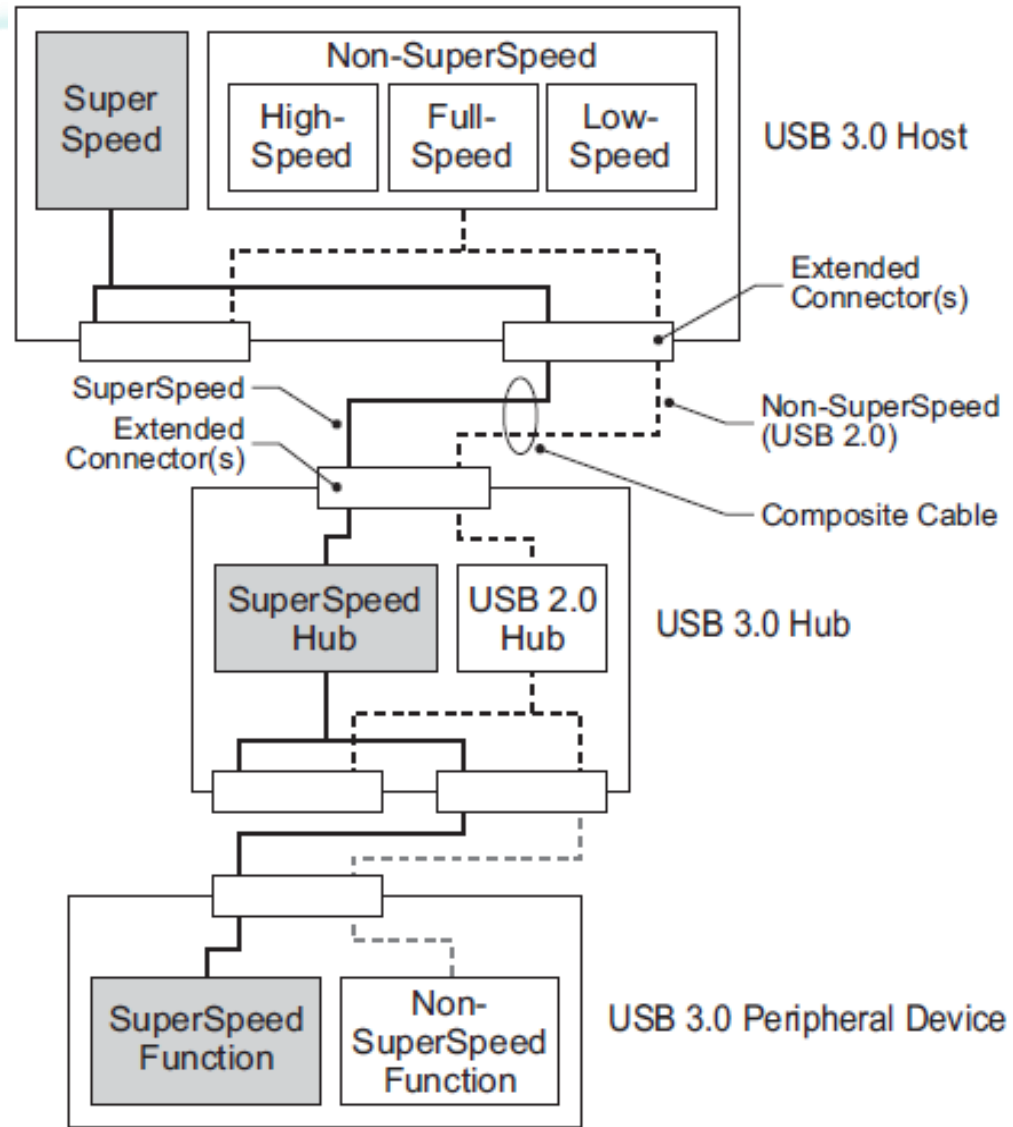 Super
Speed
Non-SuperSpeed
High-
Speed
Full-
Speed
Low-
Speed
USB 3.0 Host
Extended
Connector(s)
SuperSpeed
Extended
Connector(s)
Non-SuperSpeed
(USB 2.0)
Composite Cable
SuperSpeed
Hub
USB 2.0
Hub
USB 3.0 Hub
SuperSpeed
Function
Non-
SuperSpeed
Function
USB 3.0 Peripheral Device